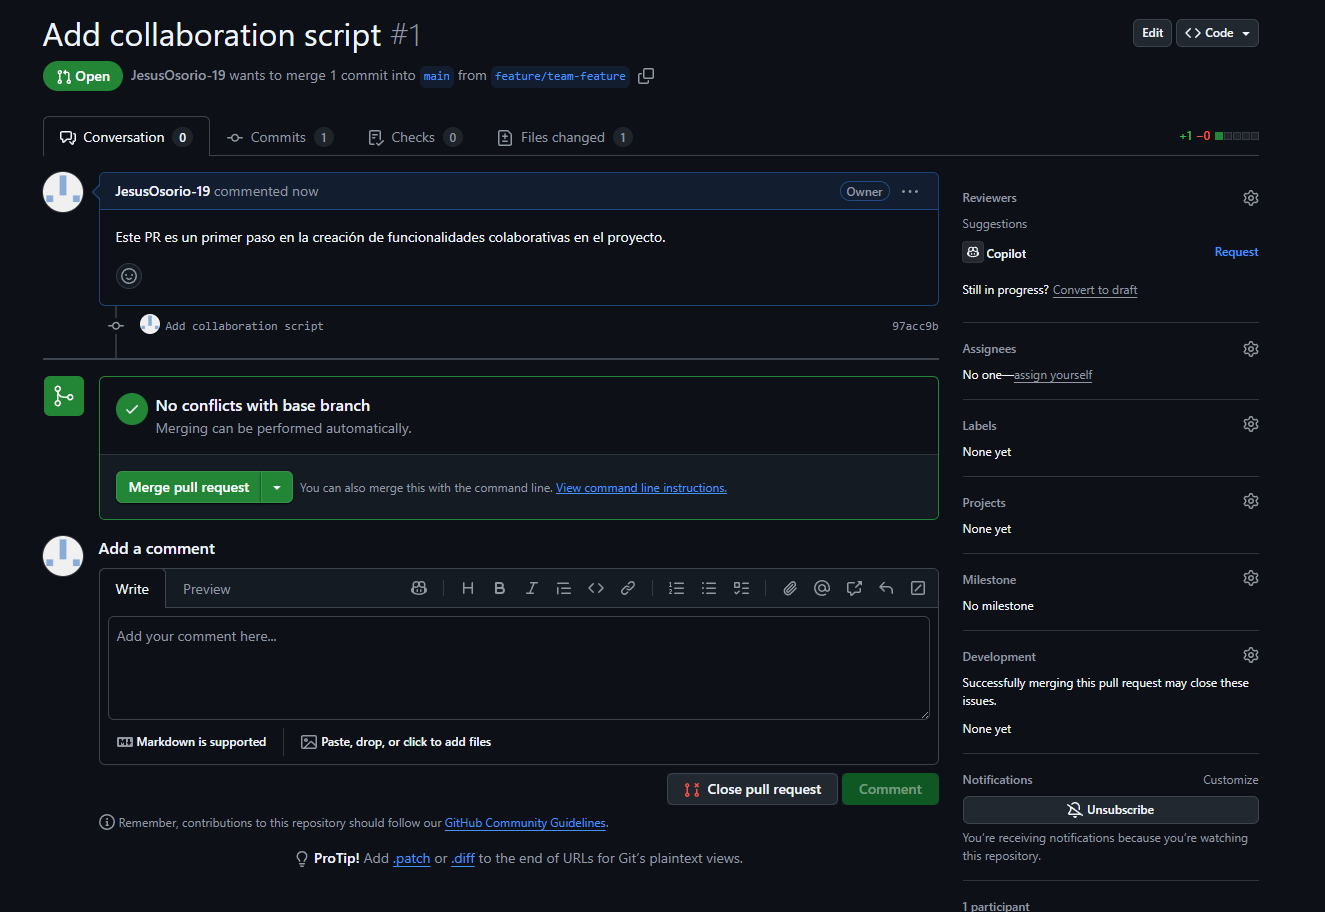 Add collaboration script #1
Edit
Code
Open
JesusOsorio-19 wants to merge 1 commit into main from feature/team-feature
Conversation 0
Commits 1
Checks 0
Files changed 1
+1 −0
JesusOsorio-19 commented now
Owner
Este PR es un primer paso en la creación de funcionalidades colaborativas en el proyecto.
Add collaboration script
97acc9b
No conflicts with base branch
Merging can be performed automatically.
Merge pull request
You can also merge this with the command line. View command line instructions.
Add a comment
Write
Preview
Add your comment here...
Markdown is supported
Paste, drop, or click to add files
Close pull request
Comment
Remember, contributions to this repository should follow our GitHub Community Guidelines.
ProTip! Add .patch or .diff to the end of URLs for Git's plaintext views.
Reviewers
Suggestions
Copilot
Request
Still in progress? Convert to draft
Assignees
No one—assign yourself
Labels
None yet
Projects
None yet
Milestone
No milestone
Development
Successfully merging this pull request may close these
issues.
None yet
Notifications
Customize
Unsubscribe
You're receiving notifications because you're watching
this repository.
1 participant